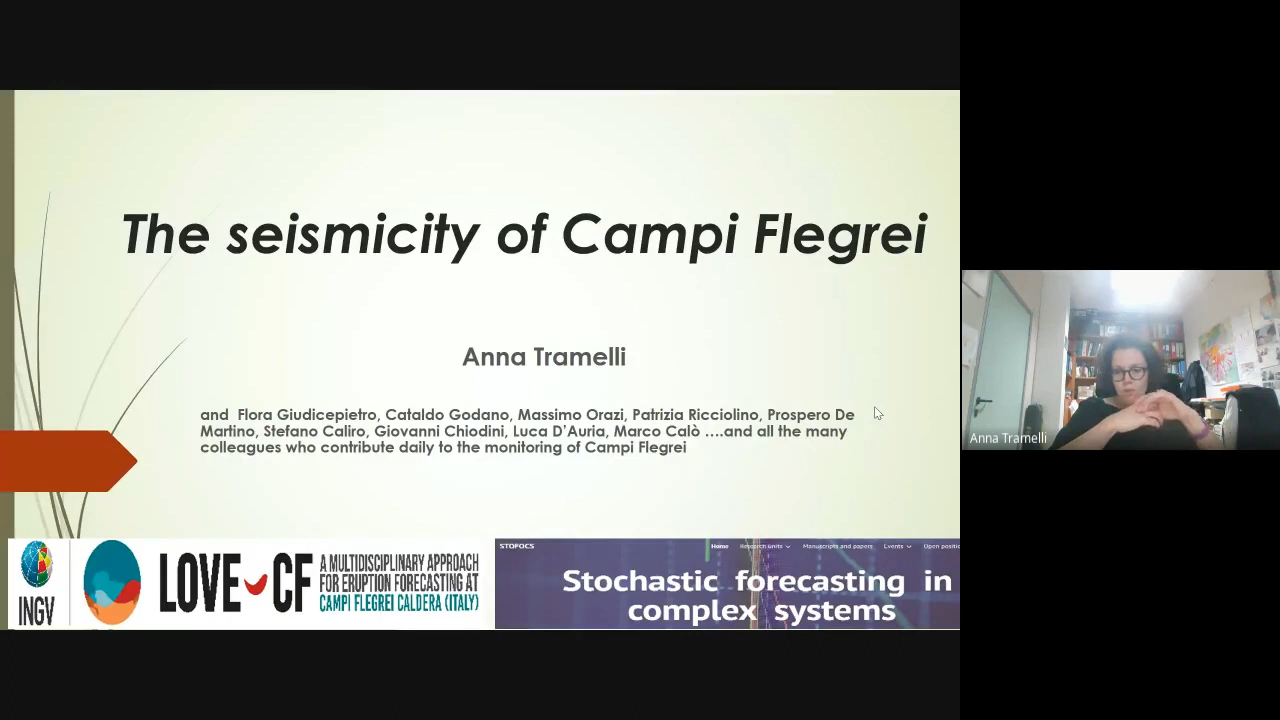 The seismicity of Campi Flegrei
Anna Tramelli
and Flora Giudicepietro, Cataldo Godano, Massimo Orazi, Patrizia Ricciolino, Prospero De
Martino, Stefano Caliro, Giovanni Chiodini, Luca D'Auria, Marco Calò ….and all the many
colleagues who contribute daily to the monitoring of Campi Flegrei
INGV
LOVE CF
A MULTIDISCIPLINARY APPROACH
FOR ERUPTION FORECASTING AT
CAMPI FLEGREI CALDERA (ITALY)
STOFOCS
Home Research units Manuscripts and papers Events Open positio
Stochastic forecasting in
complex systems
Anna Tramelli